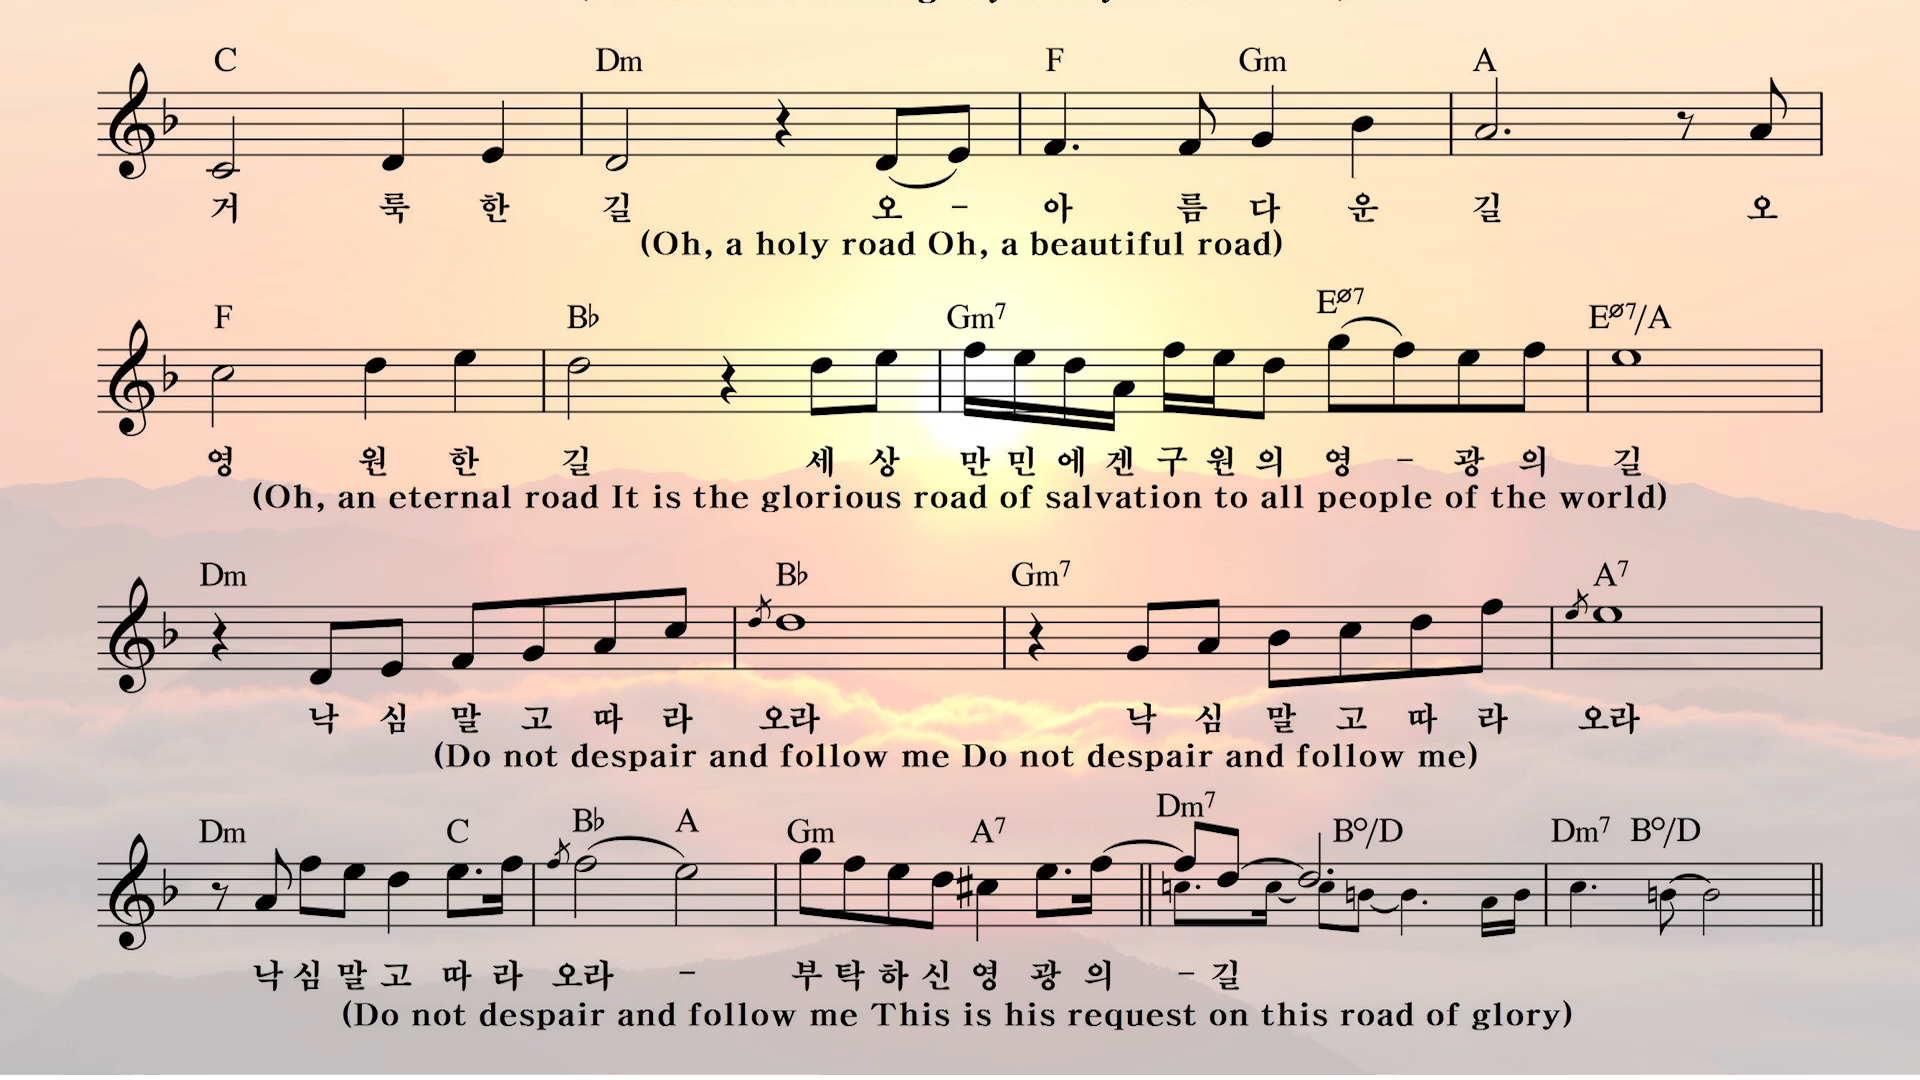 C Dm F Gm A
거 룩 한 길 오 - 아 름 다 운 길 오
(Oh, a holy road Oh, a beautiful road)
F B♭ Gm7 Eø7 Eø7/A
영 원 한 길 세 상 만 민 에 겐 구 원 의 영 - 광 의 길
(Oh, an eternal road It is the glorious road of salvation to all people of the world)
Dm B♭ Gm7 A7
낙 심 말 고 따 라 오라 낙 심 말 고 따 라 오라
(Do not despair and follow me Do not despair and follow me)
Dm C B♭ A Gm A7 Dm7 B°/D Dm7 B°/D
낙 심 말 고 따 라 오라 - 부 탁 하 신 영 광 의 - 길
(Do not despair and follow me This is his request on this road of glory)